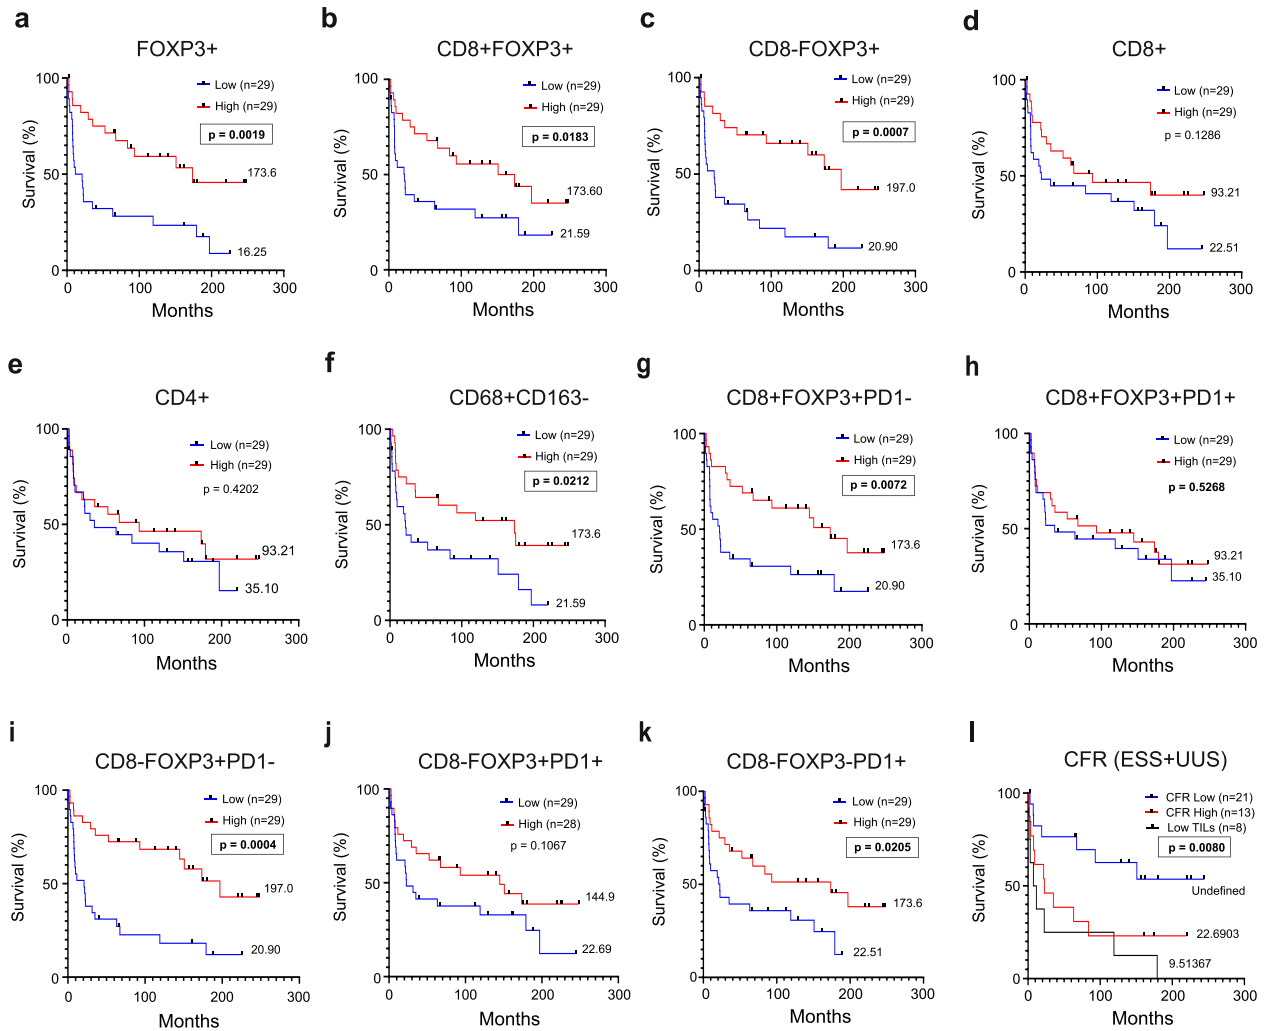 a
FOXP3+
Survival (%)
100
50
0
Low (n=29)
High (n=29)
p = 0.0019
173.6
16.25
0 100 200 300
Months
b
CD8+FOXP3+
Survival (%)
100
50
0
Low (n=29)
High (n=29)
p = 0.0183
173.60
21.59
0 100 200 300
Months
c
CD8-FOXP3+
Survival (%)
100
50
0
Low (n=29)
High (n=29)
p = 0.0007
197.0
20.90
0 100 200 300
Months
d
CD8+
Survival (%)
100
50
0
Low (n=29)
High (n=29)
p = 0.1286
93.21
22.51
0 100 200 300
Months
e
CD4+
Survival (%)
100
50
0
Low (n=29)
High (n=29)
p = 0.4202
93.21
35.10
0 100 200 300
Months
f
CD68+CD163-
Survival (%)
100
50
0
Low (n=29)
High (n=29)
p = 0.0212
173.6
21.59
0 100 200 300
Months
g
CD8+FOXP3+PD1-
Survival (%)
100
50
0
Low (n=29)
High (n=29)
p = 0.0072
173.6
20.90
0 100 200 300
Months
h
CD8+FOXP3+PD1+
Survival (%)
100
50
0
Low (n=29)
High (n=29)
p = 0.5268
93.21
35.10
0 100 200 300
Months
i
CD8-FOXP3+PD1-
Survival (%)
100
50
0
Low (n=29)
High (n=29)
p = 0.0004
197.0
20.90
0 100 200 300
Months
j
CD8-FOXP3+PD1+
Survival (%)
100
50
0
Low (n=29)
High (n=28)
p = 0.1067
144.9
22.69
0 100 200 300
Months
k
CD8-FOXP3-PD1+
Survival (%)
100
50
0
Low (n=29)
High (n=29)
p = 0.0205
173.6
22.51
0 100 200 300
Months
l
CFR (ESS+UUS)
Survival (%)
100
50
0
CFR Low (n=21)
CFR High (n=13)
Low TILs (n=8)
p = 0.0080
Undefined
22.6903
9.51367
0 100 200 300
Months